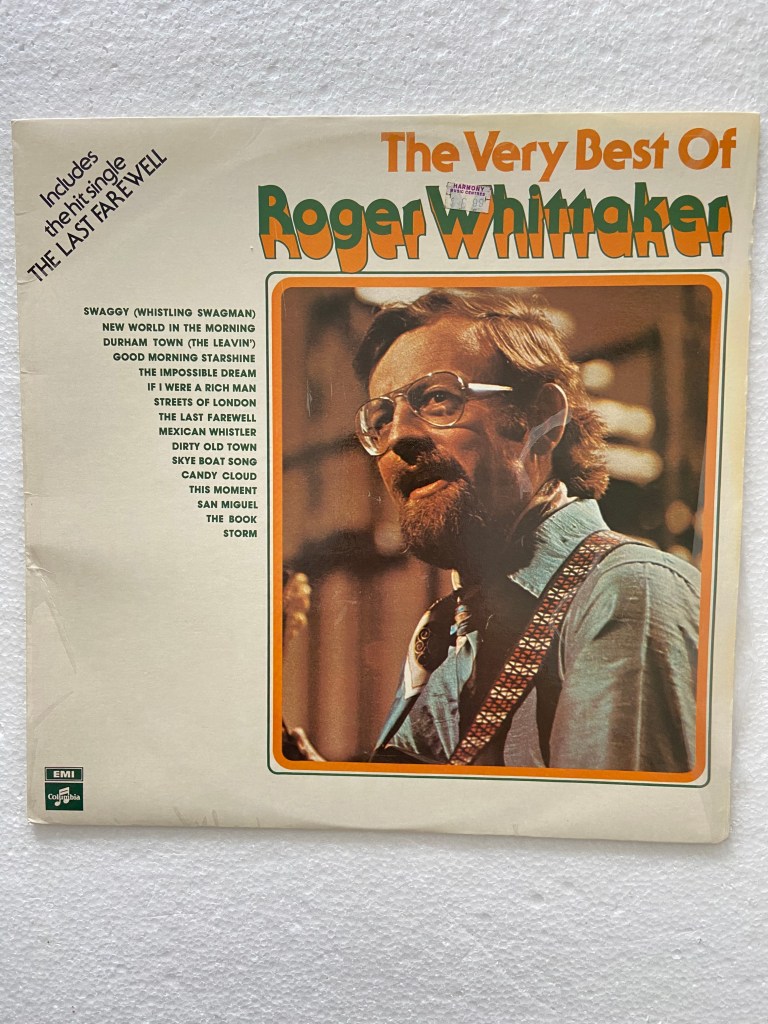 Includes
the hit single
THE LAST FAREWELL
The Very Best Of
Roger Whittaker
HARMONY
SWAGGY (WHISTLING SWAGMAN)
NEW WORLD IN THE MORNING
DURHAM TOWN (THE LEAVIN')
GOOD MORNING STARSHINE
THE IMPOSSIBLE DREAM
IF I WERE A RICH MAN
STREETS OF LONDON
THE LAST FAREWELL
MEXICAN WHISTLER
DIRTY OLD TOWN
SKYE BOAT SONG
CANDY CLOUD
THIS MOMENT
SAN MIGUEL
THE BOOK
STORM
EMI
Columbia